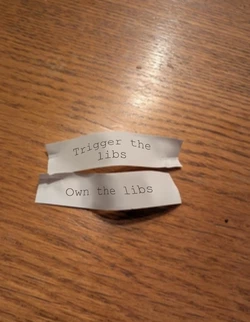 Trigger the
libs
Own the libs